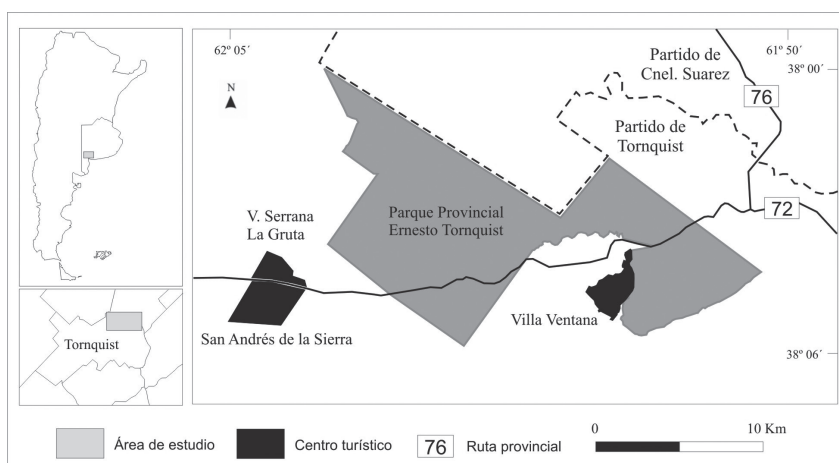 62º 05´
61º 50´
38º 00´
Partido de
Cnel. Suarez
N
76
Partido de
Tornquist
V. Serrana
La Gruta
Parque Provincial
Ernesto Tornquist
72
Tornquist
San Andrés de la Sierra
Villa Ventana
38º 06´
0
10 Km
Área de estudio
Centro turístico
76
Ruta provincial